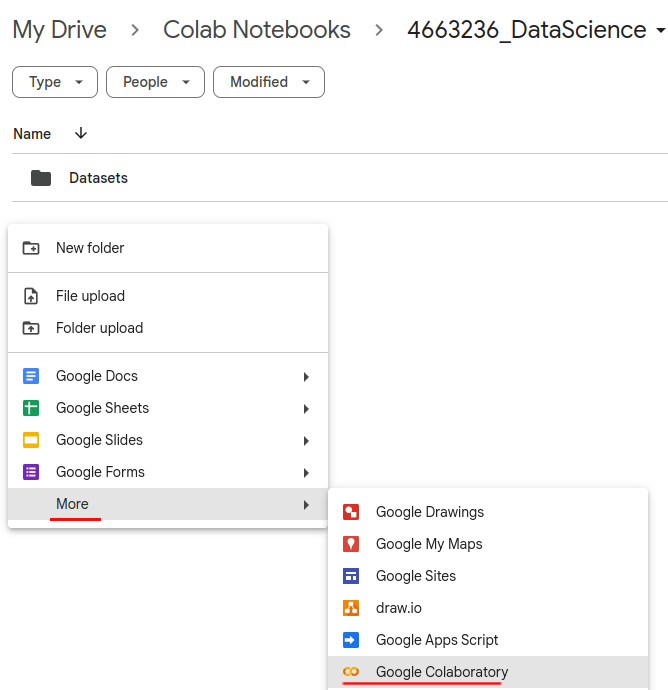 My Drive > Colab Notebooks > 4663236_DataScience
Type People Modified
Name
Datasets
New folder
File upload
Folder upload
Google Docs
Google Sheets
Google Slides
Google Forms
More
Google Drawings
Google My Maps
Google Sites
draw.io
Google Apps Script
Google Colaboratory